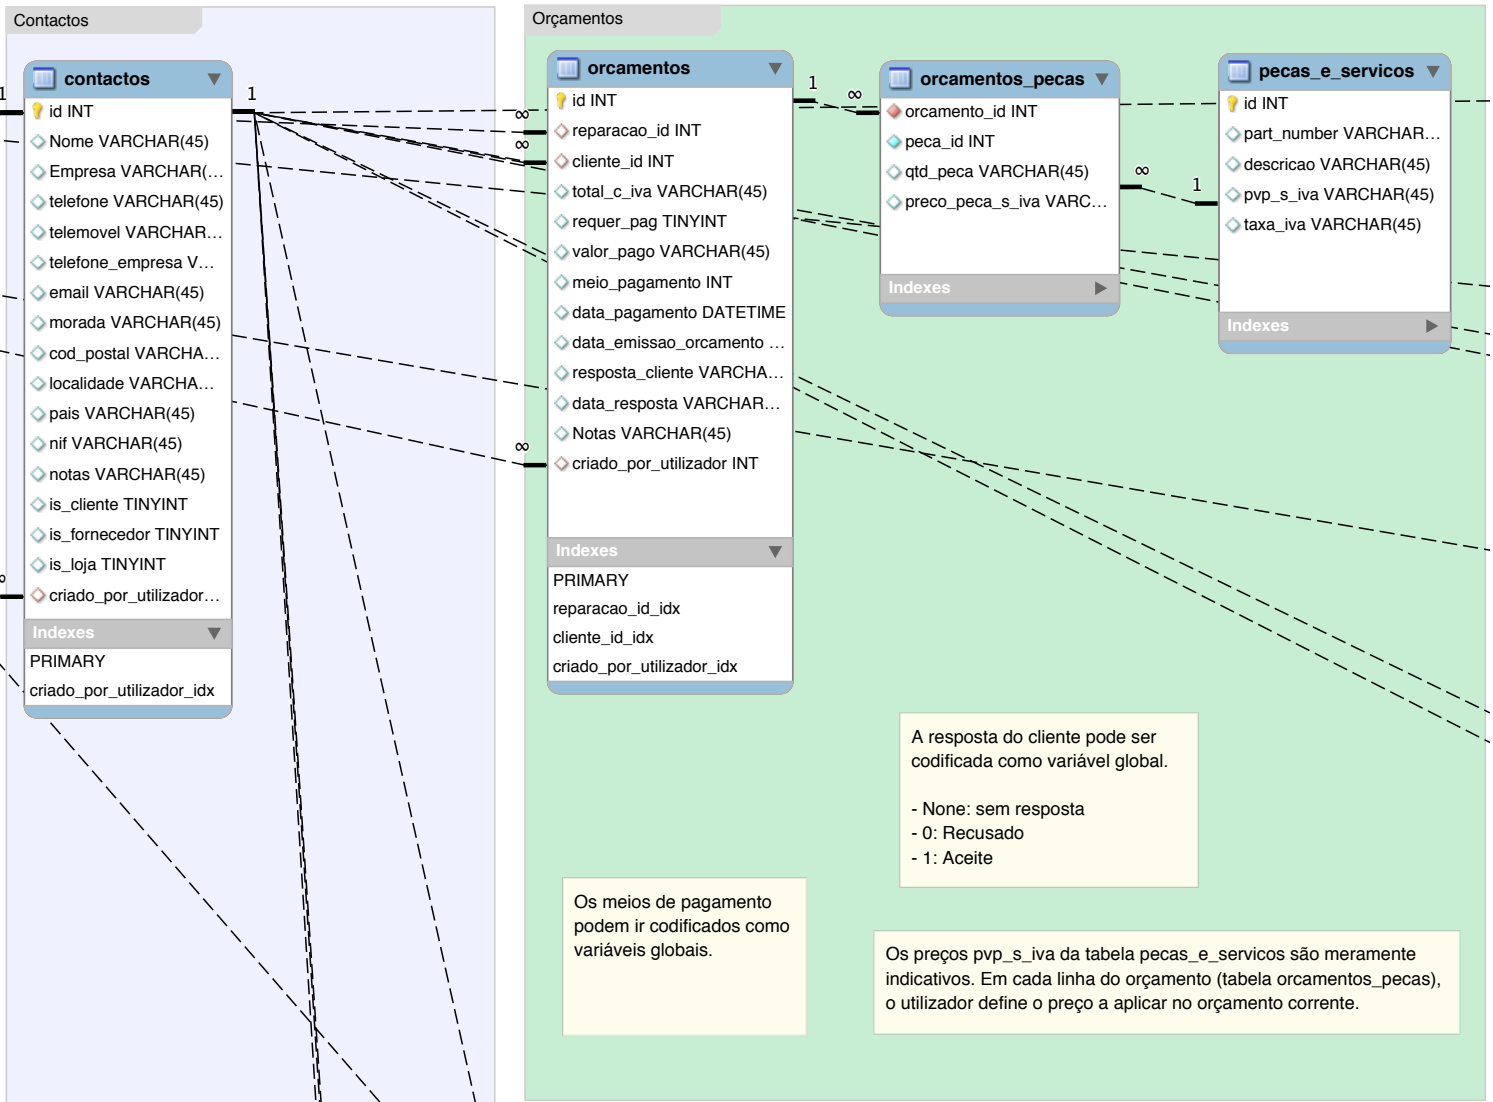 Contactos
contactos
1
1
id INT
Nome VARCHAR(45)
Empresa VARCHAR(...
telefone VARCHAR(45)
telemovel VARCHAR...
telefone_empresa V...
email VARCHAR(45)
morada VARCHAR(45)
cod_postal VARCHA...
localidade VARCHA...
pais VARCHAR(45)
nif VARCHAR(45)
notas VARCHAR(45)
is_cliente TINYINT
is_fornecedor TINYINT
is_loja TINYINT
∞
criado_por_utilizador...
Indexes
PRIMARY
criado_por_utilizador_idx
Orçamentos
orcamentos
1
id INT
∞
reparacao_id INT
∞
cliente_id INT
total_c_iva VARCHAR(45)
requer_pag TINYINT
valor_pago VARCHAR(45)
meio_pagamento INT
data_pagamento DATETIME
data_emissao_orcamento ...
resposta_cliente VARCHA...
data_resposta VARCHAR...
Notas VARCHAR(45)
∞
criado_por_utilizador INT
Indexes
PRIMARY
reparacao_id_idx
cliente_id_idx
criado_por_utilizador_idx
orcamentos_pecas
∞
orcamento_id INT
peca_id INT
qtd_peca VARCHAR(45)
∞
preco_peca_s_iva VARC...
Indexes
pecas_e_servicos
id INT
part_number VARCHAR...
descricao VARCHAR(45)
1
pvp_s_iva VARCHAR(45)
taxa_iva VARCHAR(45)
Indexes
A resposta do cliente pode ser
codificada como variável global.
- None: sem resposta
- 0: Recusado
- 1: Aceite
Os meios de pagamento
podem ir codificados como
variáveis globais.
Os preços pvp_s_iva da tabela pecas_e_servicos são meramente
indicativos. Em cada linha do orçamento (tabela orcamentos_pecas),
o utilizador define o preço a aplicar no orçamento corrente.